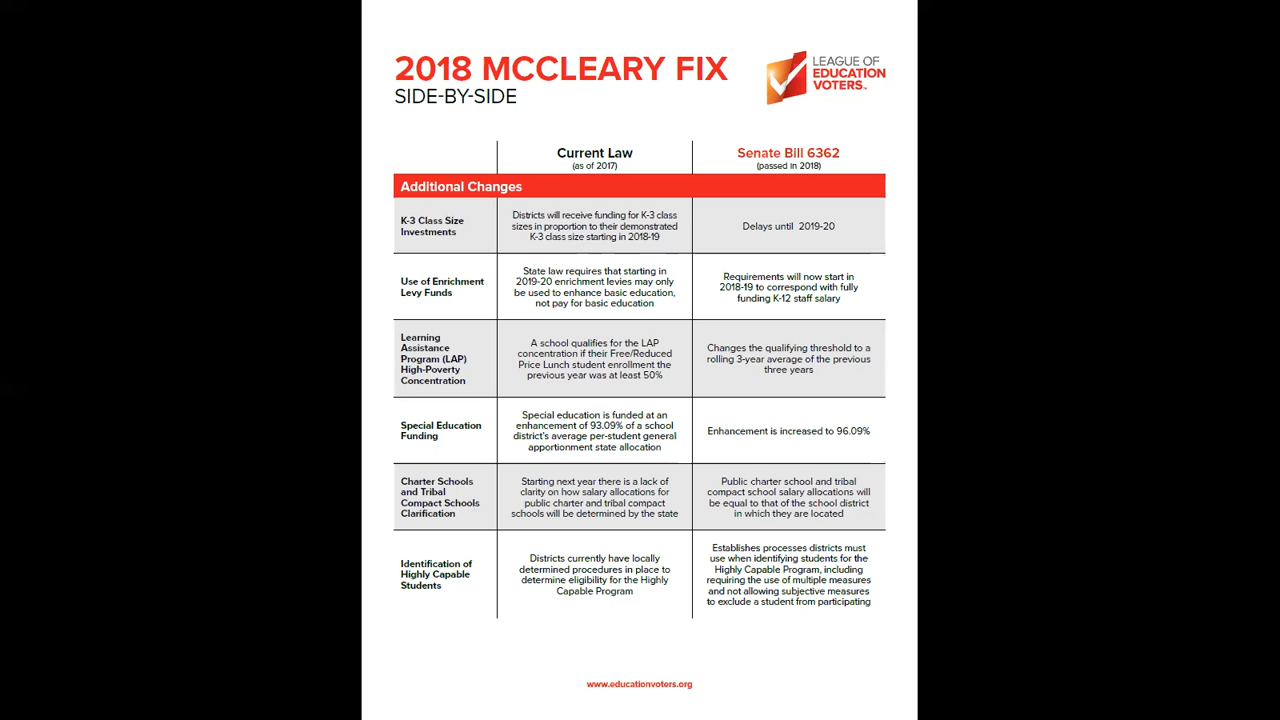 2018 MCCLEARY FIX
SIDE-BY-SIDE
LEAGUE OF
EDUCATION
VOTERS™
Current Law
(as of 2017)
Senate Bill 6362
(passed in 2018)
Additional Changes
K-3 Class Size
Investments
Districts will receive funding for K-3 class
sizes in proportion to their demonstrated
K-3 class size starting in 2018-19
Delays until 2019-20
Use of Enrichment
Levy Funds
State law requires that starting in
2019-20 enrichment levies may only
be used to enhance basic education,
not pay for basic education
Requirements will now start in
2018-19 to correspond with fully
funding K-12 staff salary
Learning
Assistance
Program (LAP)
High-Poverty
Concentration
A school qualifies for the LAP
concentration if their Free/Reduced
Price Lunch student enrollment the
previous year was at least 50%
Changes the qualifying threshold to a
rolling 3-year average of the previous
three years
Special Education
Funding
Special education is funded at an
enhancement of 93.09% of a school
district's average per-student general
apportionment state allocation
Enhancement is increased to 96.09%
Charter Schools
and Tribal
Compact Schools
Clarification
Starting next year there is a lack of
clarity on how salary allocations for
public charter and tribal compact
schools will be determined by the state
Public charter school and tribal
compact school salary allocations will
be equal to that of the school district
in which they are located
Identification of
Highly Capable
Students
Districts currently have locally
determined procedures in place to
determine eligibility for the Highly
Capable Program
Establishes processes districts must
use when identifying students for the
Highly Capable Program, including
requiring the use of multiple measures
and not allowing subjective measures
to exclude a student from participating
www.educationvoters.org